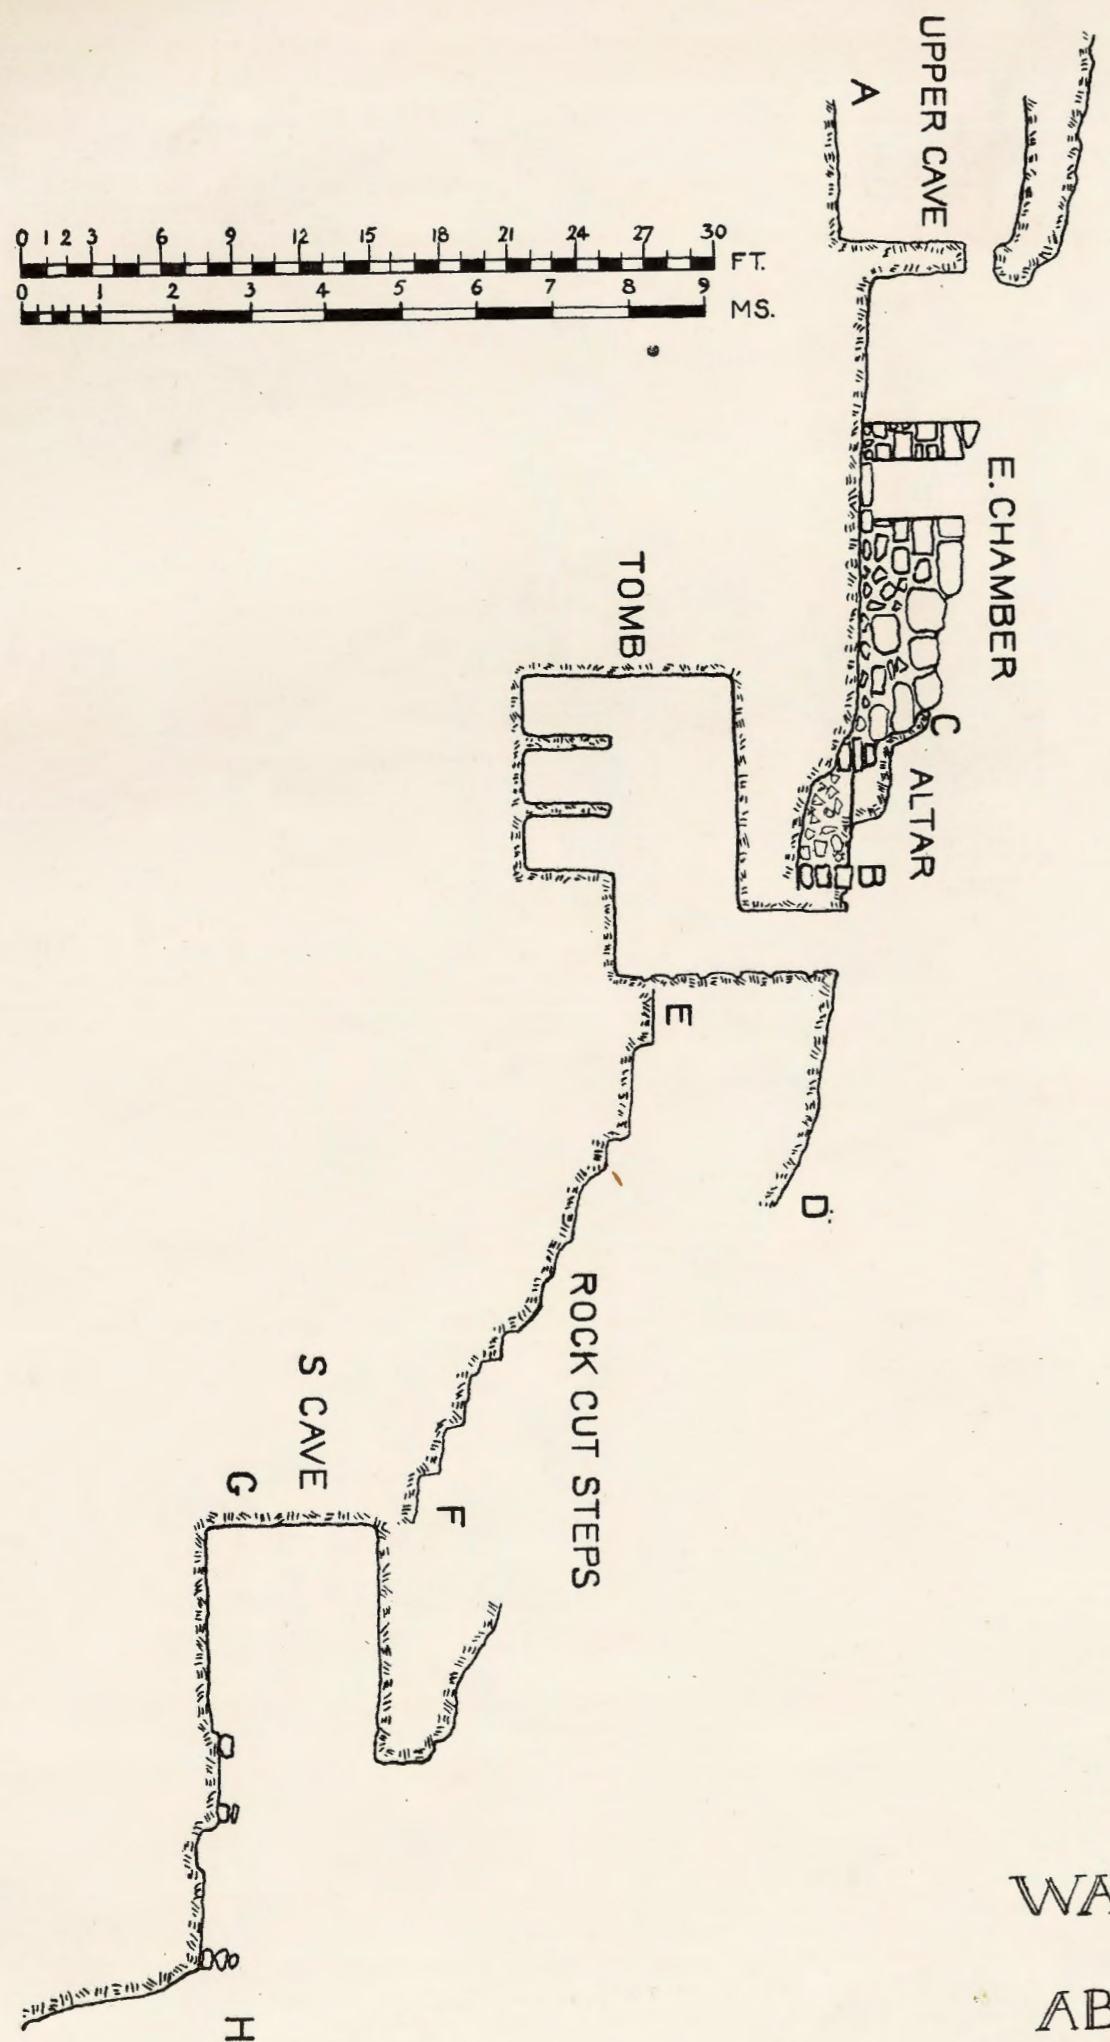 UPPER CAVE
A
0 1 2 3 6 9 12 15 18 21 24 27 30 FT.
0 1 2 3 4 5 6 7 8 9 MS.
E. CHAMBER
TOMB
C
ALTAR
B
E
D
ROCK CUT STEPS
S CAVE
G
F
WA
AB
H